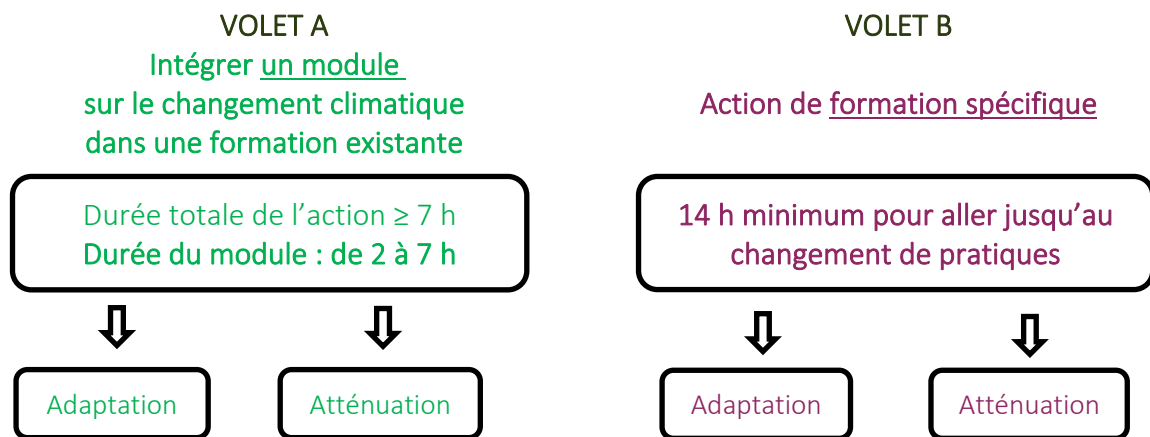 VOLET A
Intégrer un module
sur le changement climatique
dans une formation existante
Durée totale de l’action ≥ 7 h
Durée du module : de 2 à 7 h
Adaptation
Atténuation
VOLET B
Action de formation spécifique
14 h minimum pour aller jusqu’au
changement de pratiques
Adaptation
Atténuation